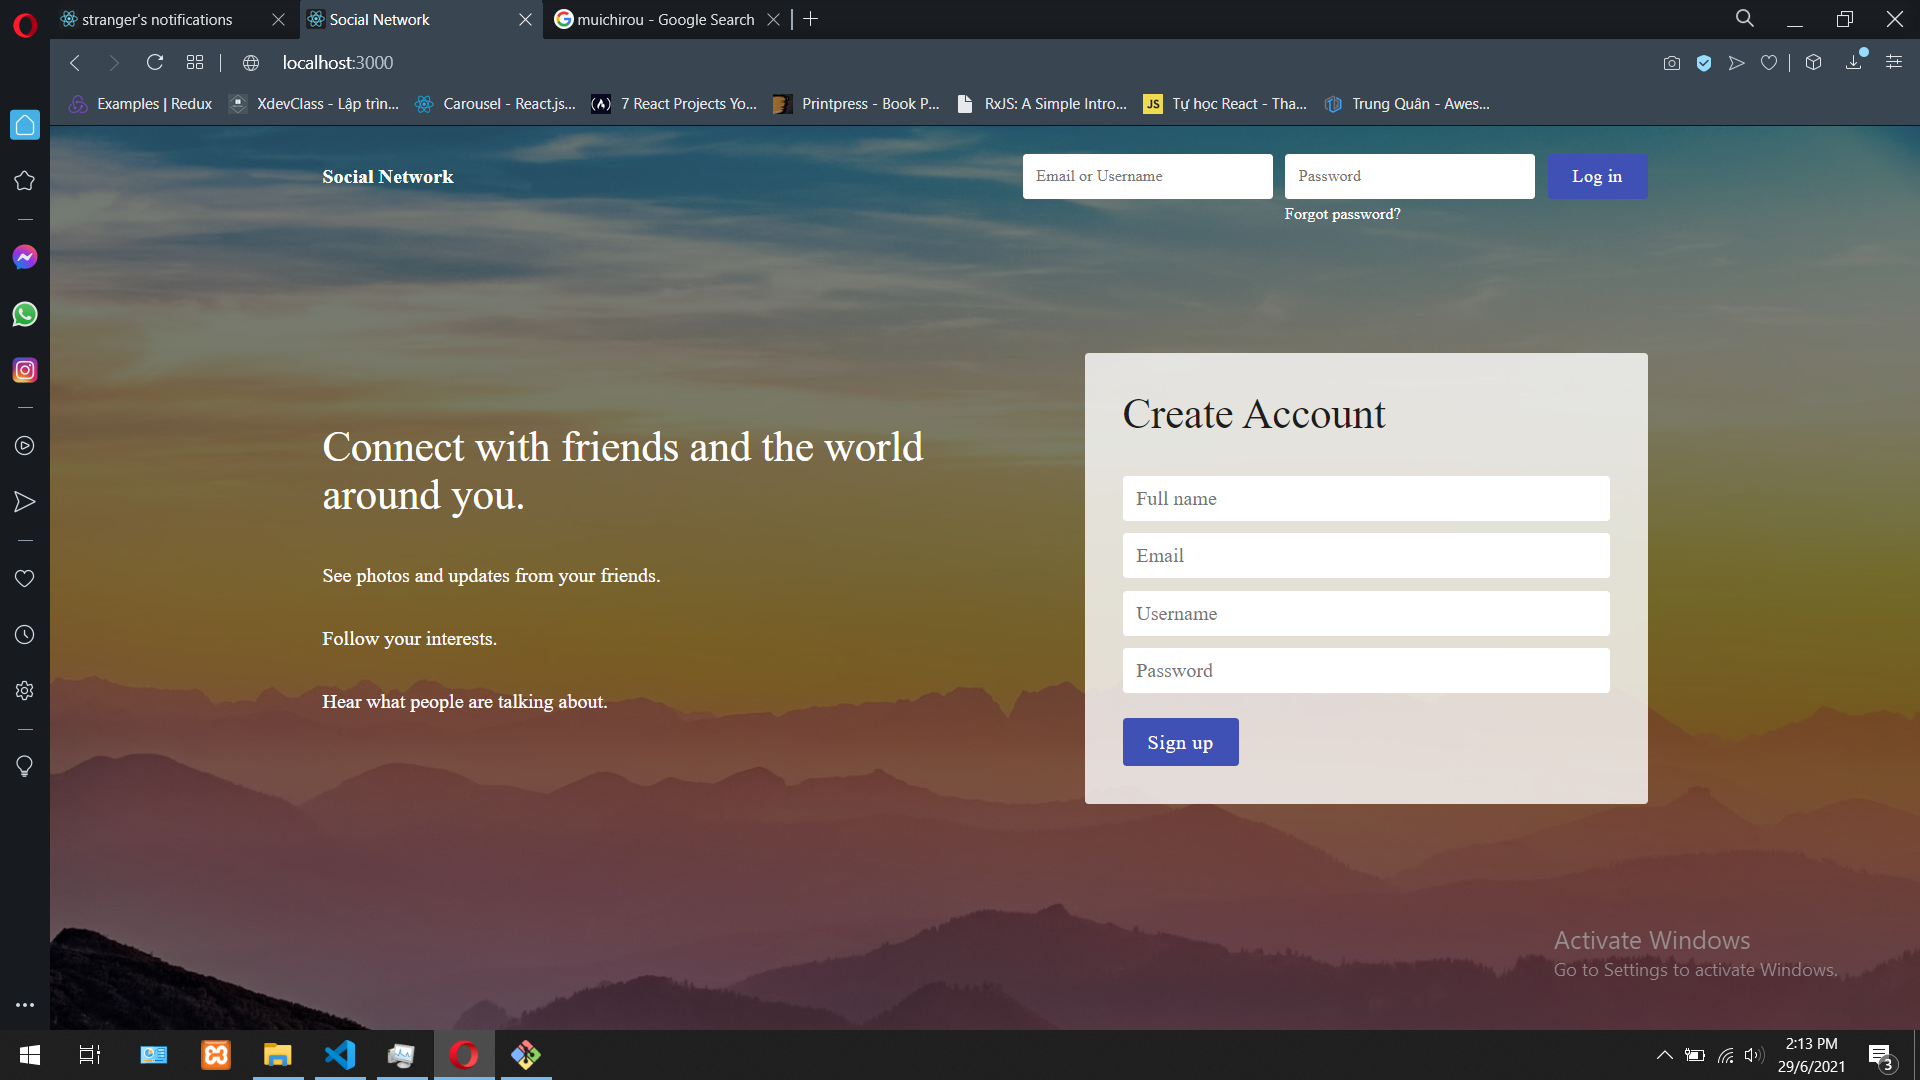 stranger's notifications
Social Network
muichirou - Google Search
localhost:3000
Examples | Redux
XdevClass - Lập trìn...
Carousel - React.js...
7 React Projects Yo...
Printpress - Book P...
RxJS: A Simple Intro...
JS
Tự học React - Tha...
Trung Quân - Awes...
Social Network
Email or Username
Password
Log in
Forgot password?
Connect with friends and the world
around you.
See photos and updates from your friends.
Follow your interests.
Hear what people are talking about.
Create Account
Full name
Email
Username
Password
Sign up
Activate Windows
Go to Settings to activate Windows.
2:13 PM
29/6/2021
3